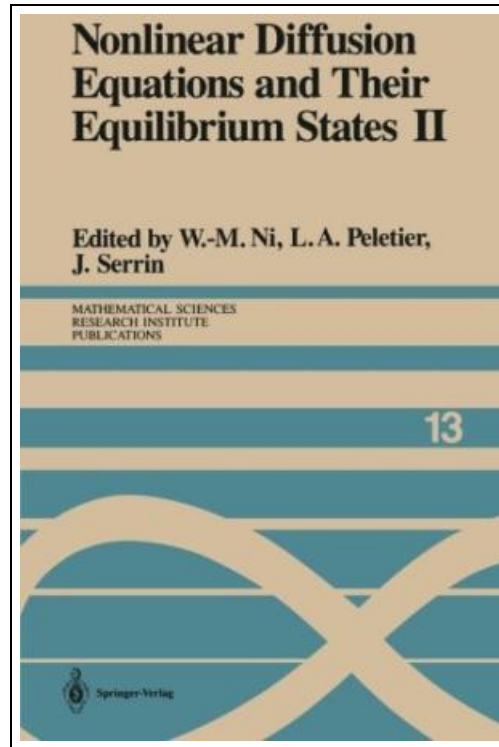 Nonlinear Diffusion
Equations and Their
Equilibrium States II
Edited by W.-M. Ni, L. A. Peletier,
J. Serrin
MATHEMATICAL SCIENCES
RESEARCH INSTITUTE
PUBLICATIONS
13
Springer-Verlag